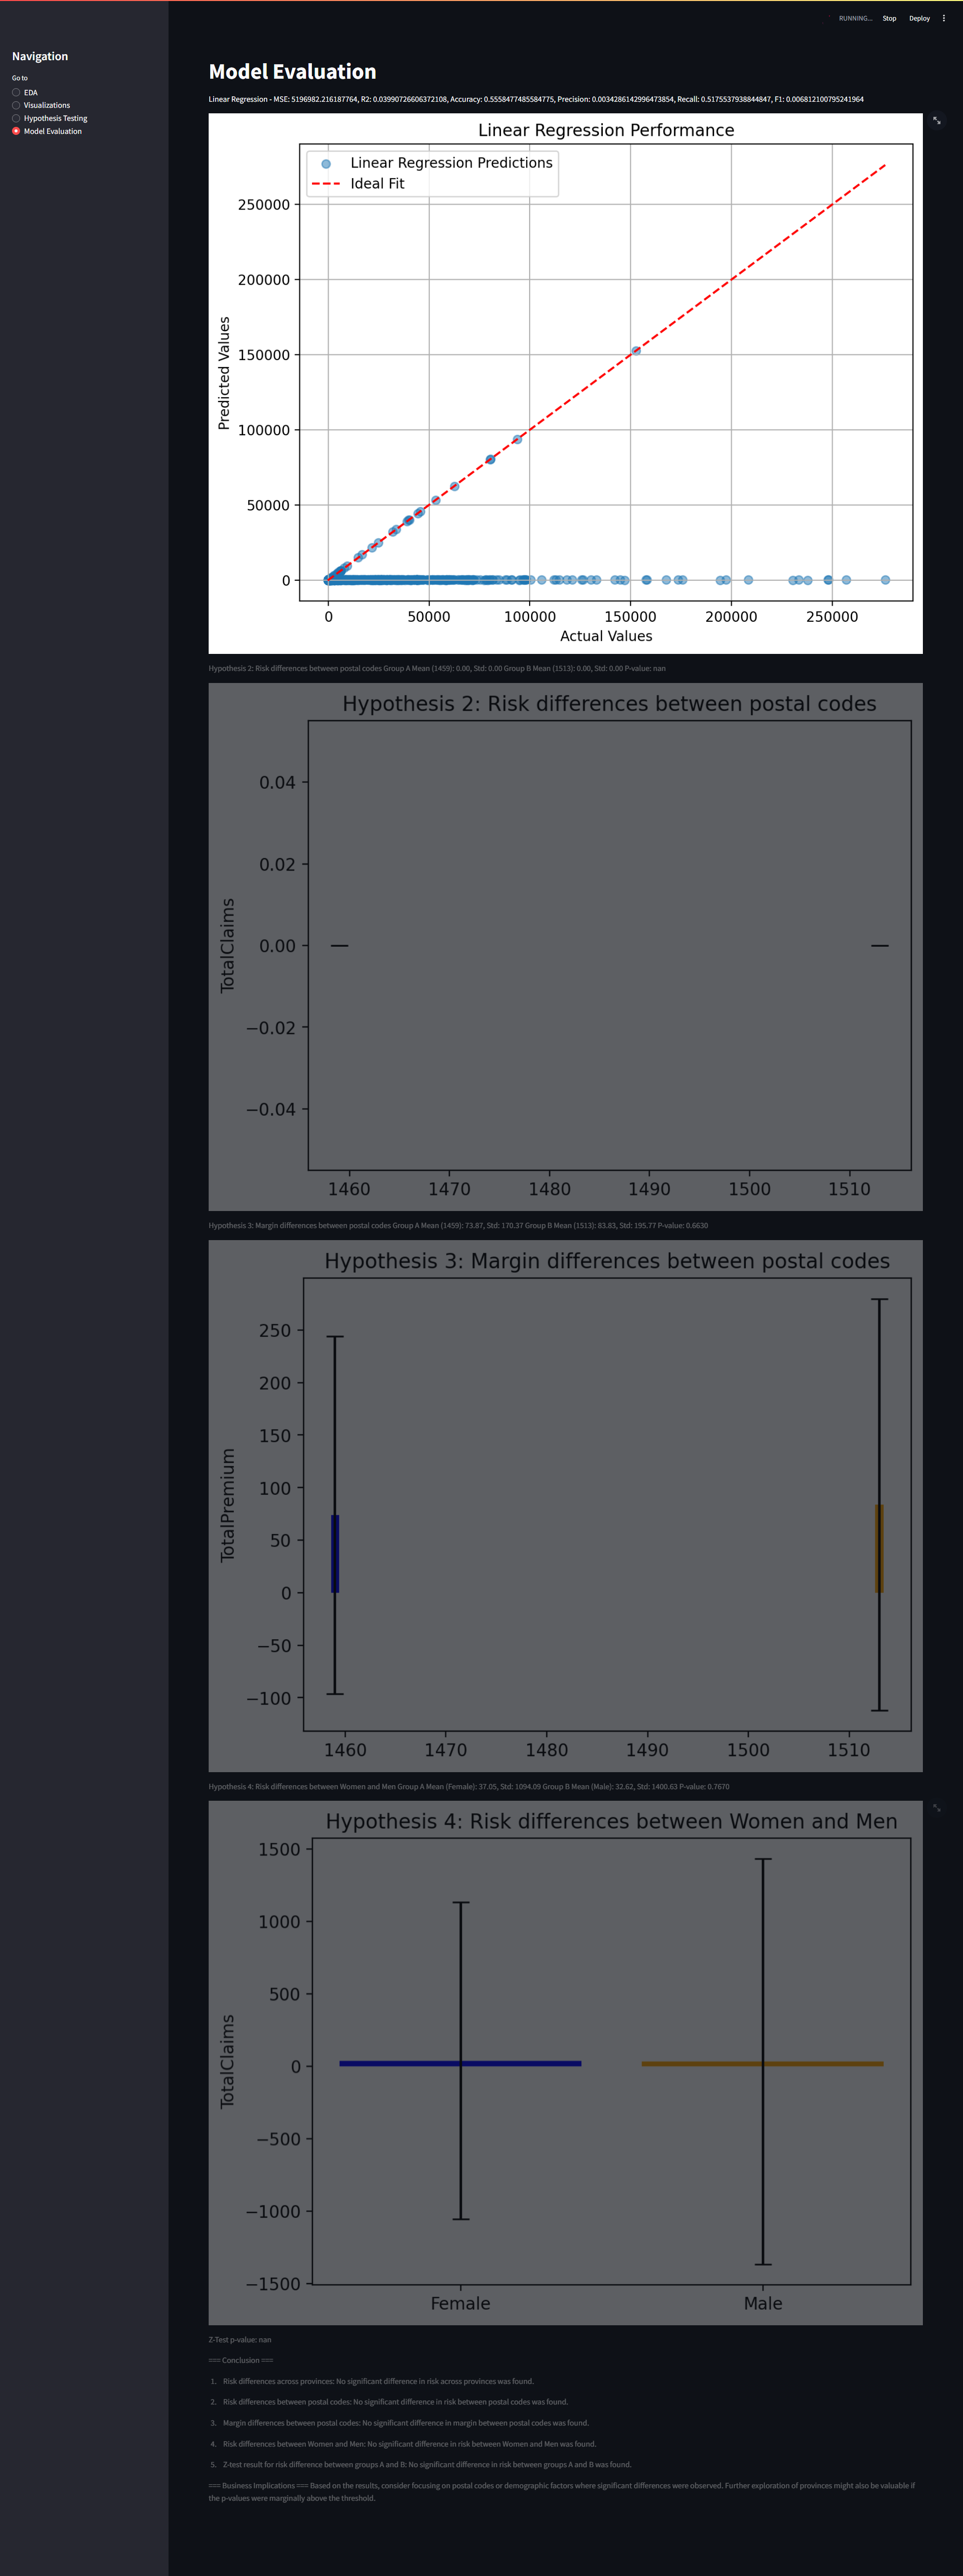 RUNNING...
Stop
Deploy
Navigation
Go to
EDA
Visualizations
Hypothesis Testing
Model Evaluation
Model Evaluation
Linear Regression - MSE: 5196982.216187764, R2: 0.03990726606372108, Accuracy: 0.5558477485584775, Precision: 0.0034286142996473854, Recall: 0.5175537938844847, F1: 0.006812100795241964
Linear Regression Performance
Linear Regression Predictions
Ideal Fit
Predicted Values
250000
200000
150000
100000
50000
0
0
50000
100000
150000
200000
250000
Actual Values
Hypothesis 2: Risk differences between postal codes Group A Mean (1459): 0.00, Std: 0.00 Group B Mean (1513): 0.00, Std: 0.00 P-value: nan
Hypothesis 2: Risk differences between postal codes
TotalClaims
0.04
0.02
0.00
−0.02
−0.04
1460
1470
1480
1490
1500
1510
Hypothesis 3: Margin differences between postal codes Group A Mean (1459): 73.87, Std: 170.37 Group B Mean (1513): 83.83, Std: 195.77 P-value: 0.6630
Hypothesis 3: Margin differences between postal codes
TotalPremium
250
200
150
100
50
0
−50
−100
1460
1470
1480
1490
1500
1510
Hypothesis 4: Risk differences between Women and Men Group A Mean (Female): 37.05, Std: 1094.09 Group B Mean (Male): 32.62, Std: 1400.63 P-value: 0.7670
Hypothesis 4: Risk differences between Women and Men
TotalClaims
1500
1000
500
0
−500
−1000
−1500
Female
Male
Z-Test p-value: nan
=== Conclusion ===
1. Risk differences across provinces: No significant difference in risk across provinces was found.
2. Risk differences between postal codes: No significant difference in risk between postal codes was found.
3. Margin differences between postal codes: No significant difference in margin between postal codes was found.
4. Risk differences between Women and Men: No significant difference in risk between Women and Men was found.
5. Z-test result for risk difference between groups A and B: No significant difference in risk between groups A and B was found.
=== Business Implications === Based on the results, consider focusing on postal codes or demographic factors where significant differences were observed. Further exploration of provinces might also be valuable if
the p-values were marginally above the threshold.